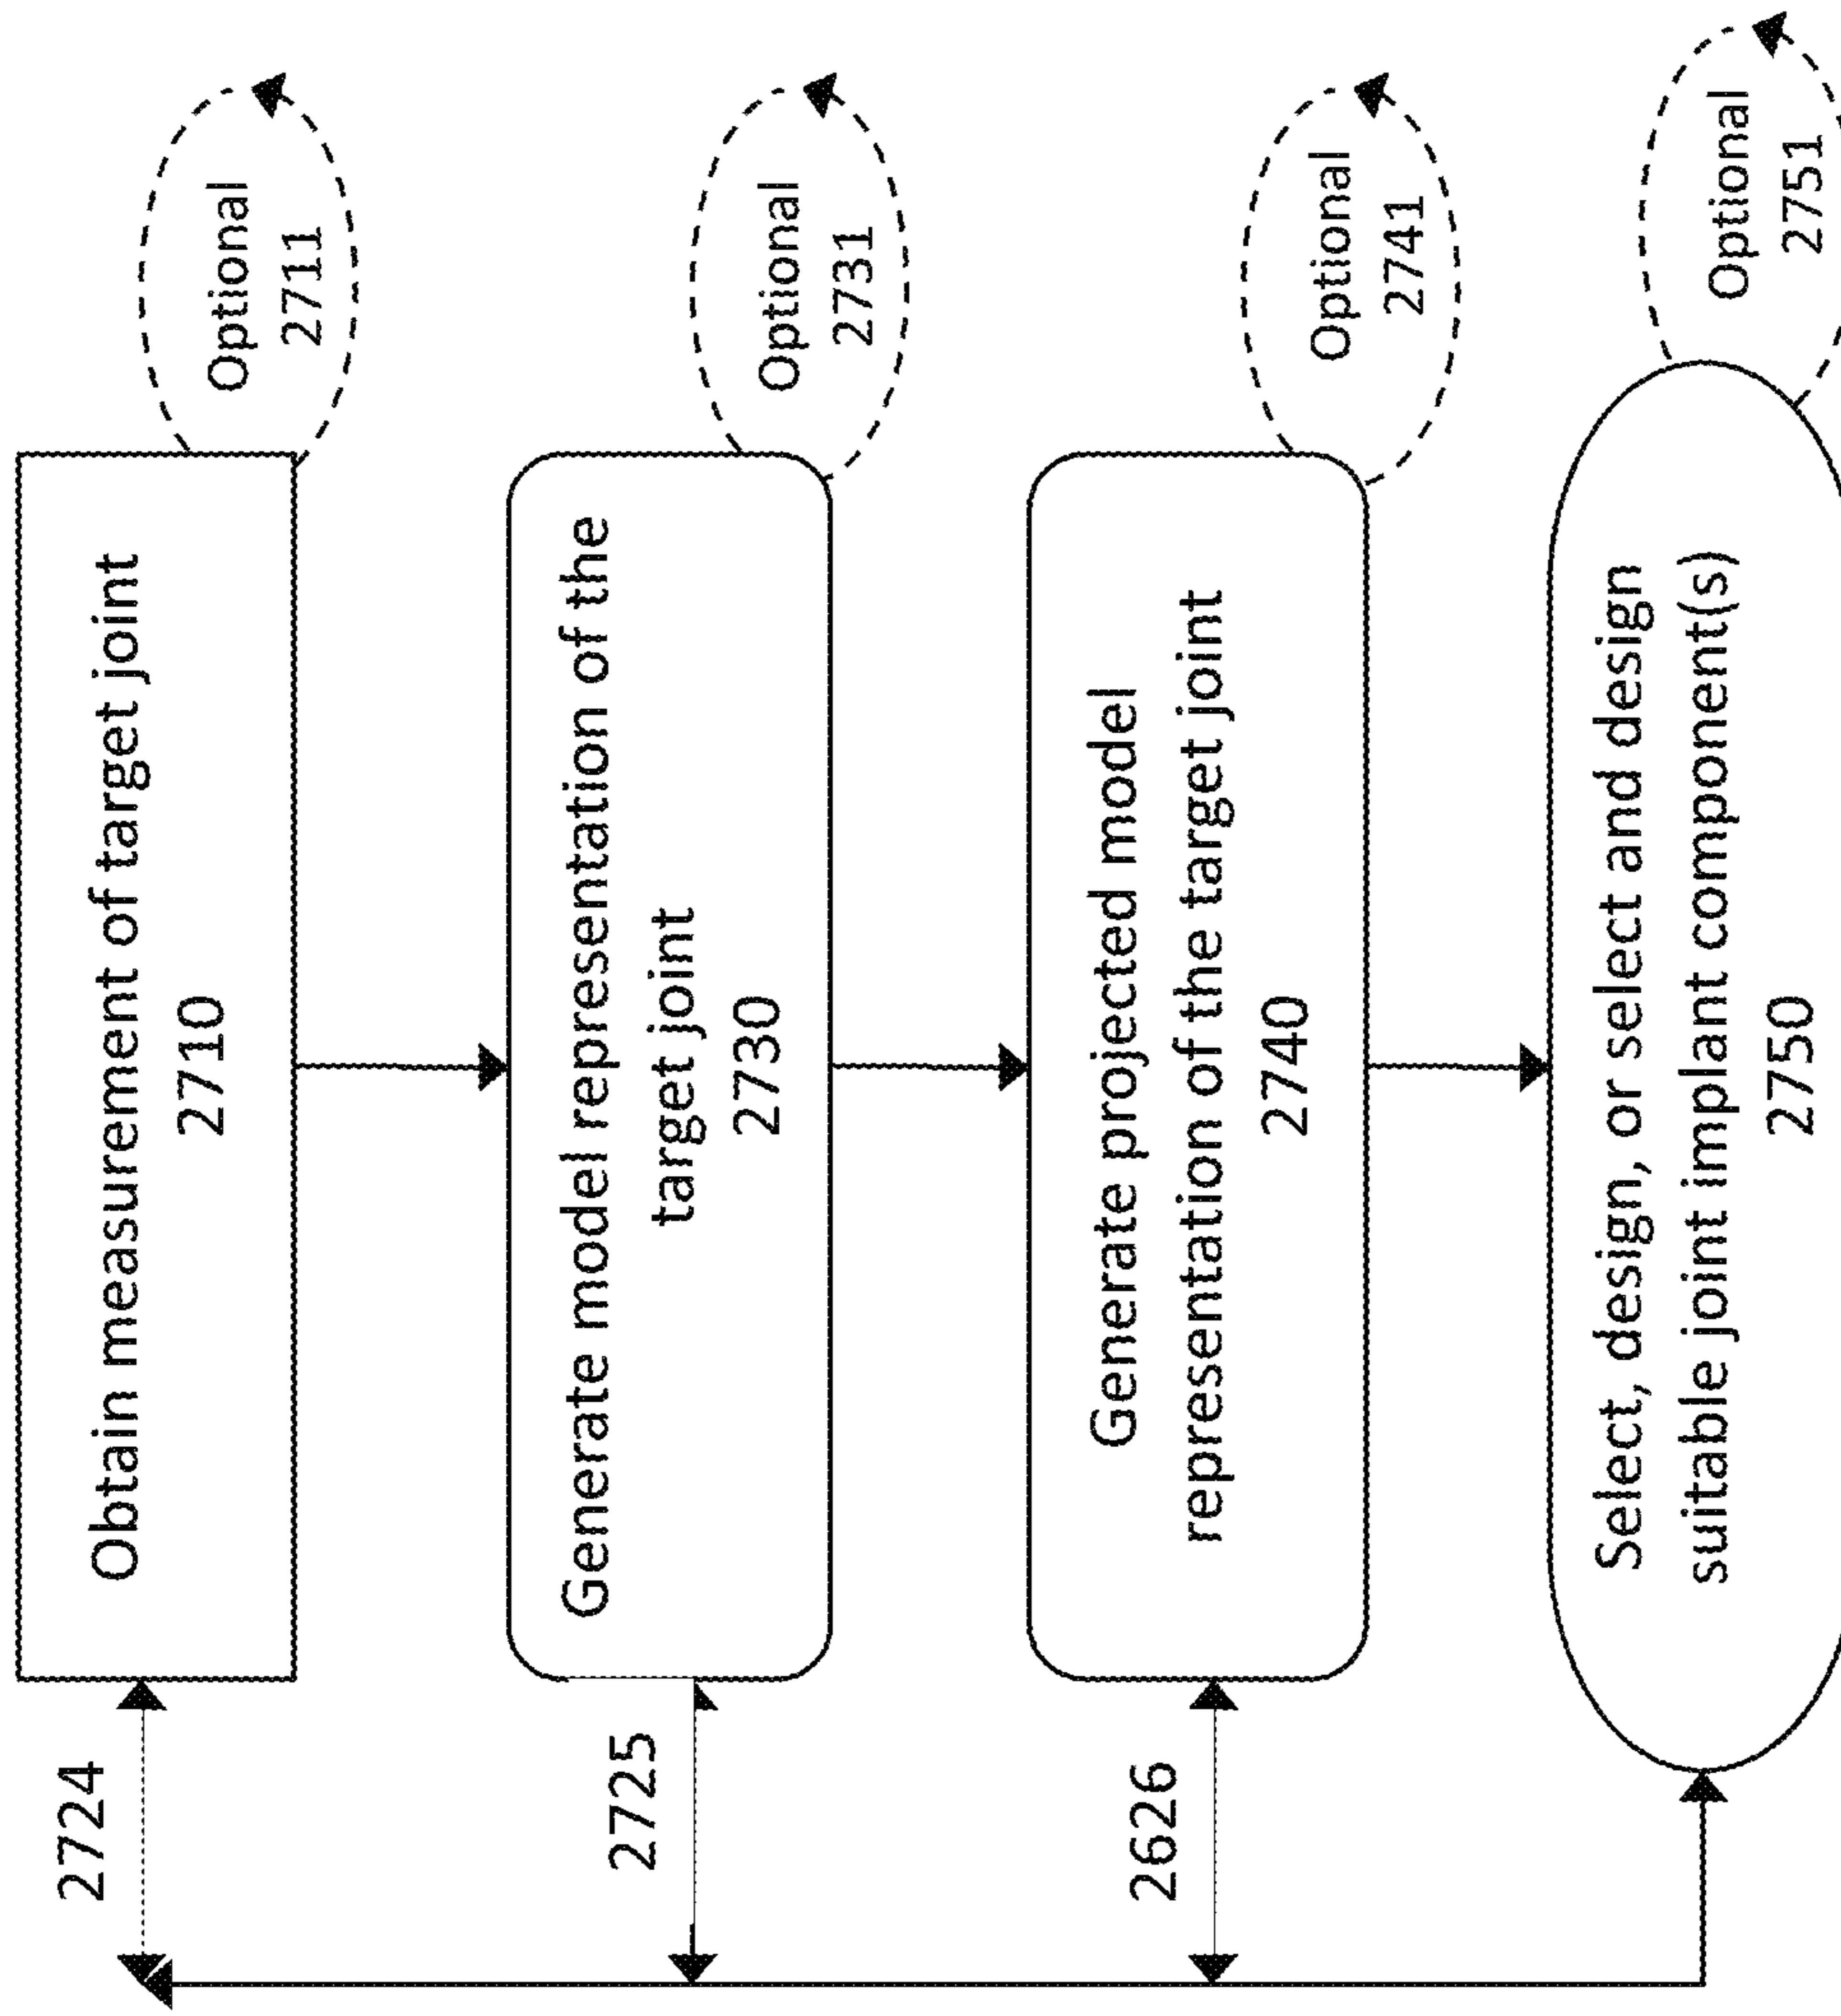 Obtain measurement of target joint
2710
Optional
2711
2724
Generate model representation of the
target joint
2730
Optional
2731
2725
Generate projected model
representation of the target joint
2740
Optional
2741
2626
Select, design, or select and design
suitable joint implant component(s)
2750
Optional
2751